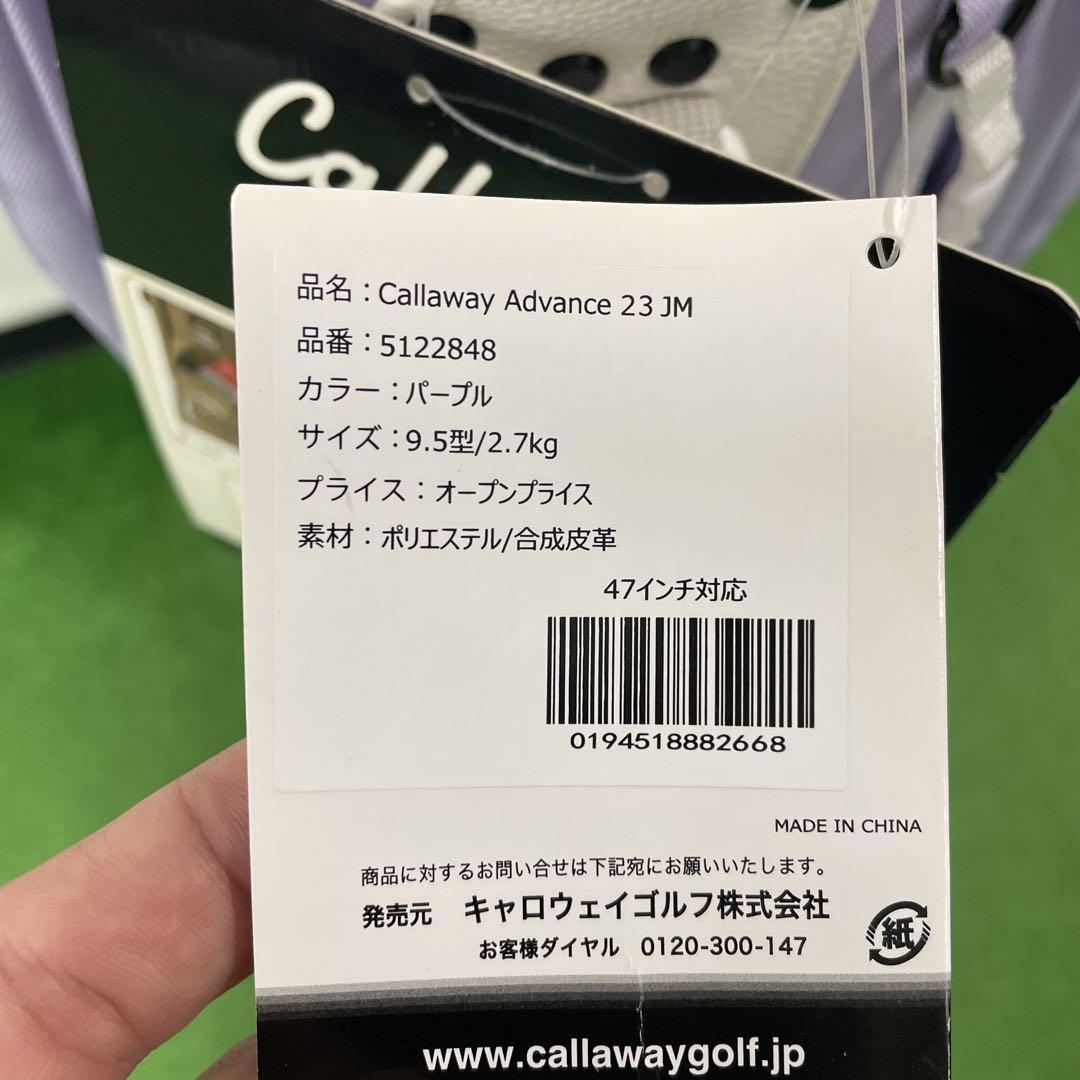 Call
品名：Callaway Advance 23 JM
品番：5122848
カラー：パープル
サイズ：9.5型/2.7kg
プライス：オープンプライス
素材：ポリエステル/合成皮革
47インチ対応
0194518882668
MADE IN CHINA
商品に対するお問い合せは下記宛にお願いいたします。
発売元 キャロウェイゴルフ株式会社
お客様ダイヤル 0120-300-147
紙
www.callawaygolf.jp